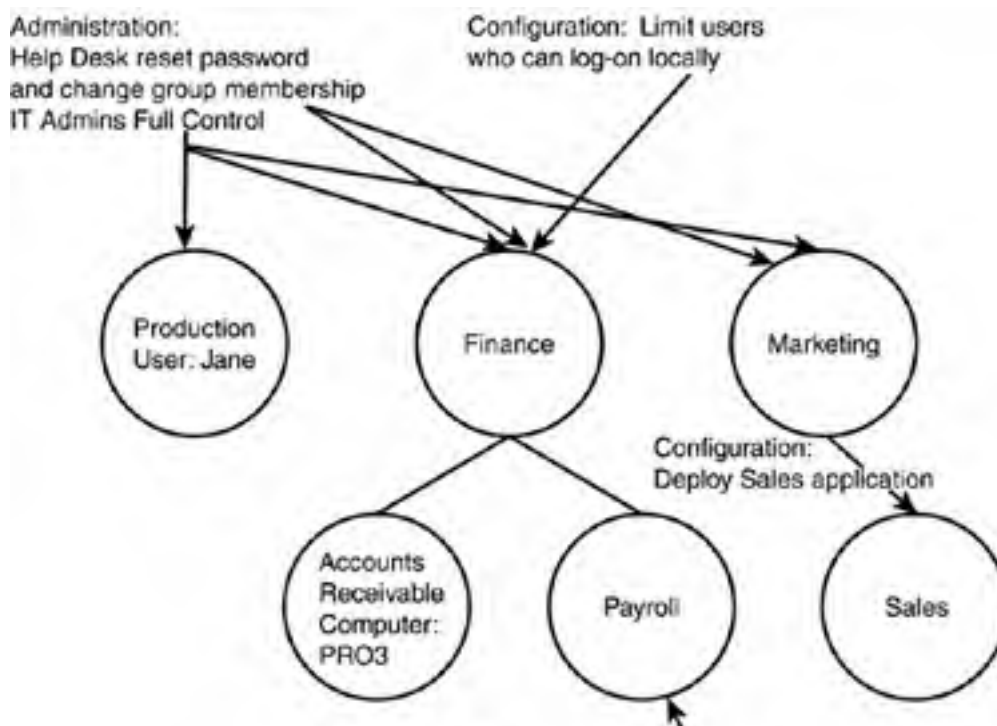 Administration:
Help Desk reset password
and change group membership
IT Admins Full Control
Configuration: Limit users
who can log-on locally
Production
User: Jane
Finance
Marketing
Configuration:
Deploy Sales application
Accounts
Receivable
Computer:
PRO3
Payroll
Sales